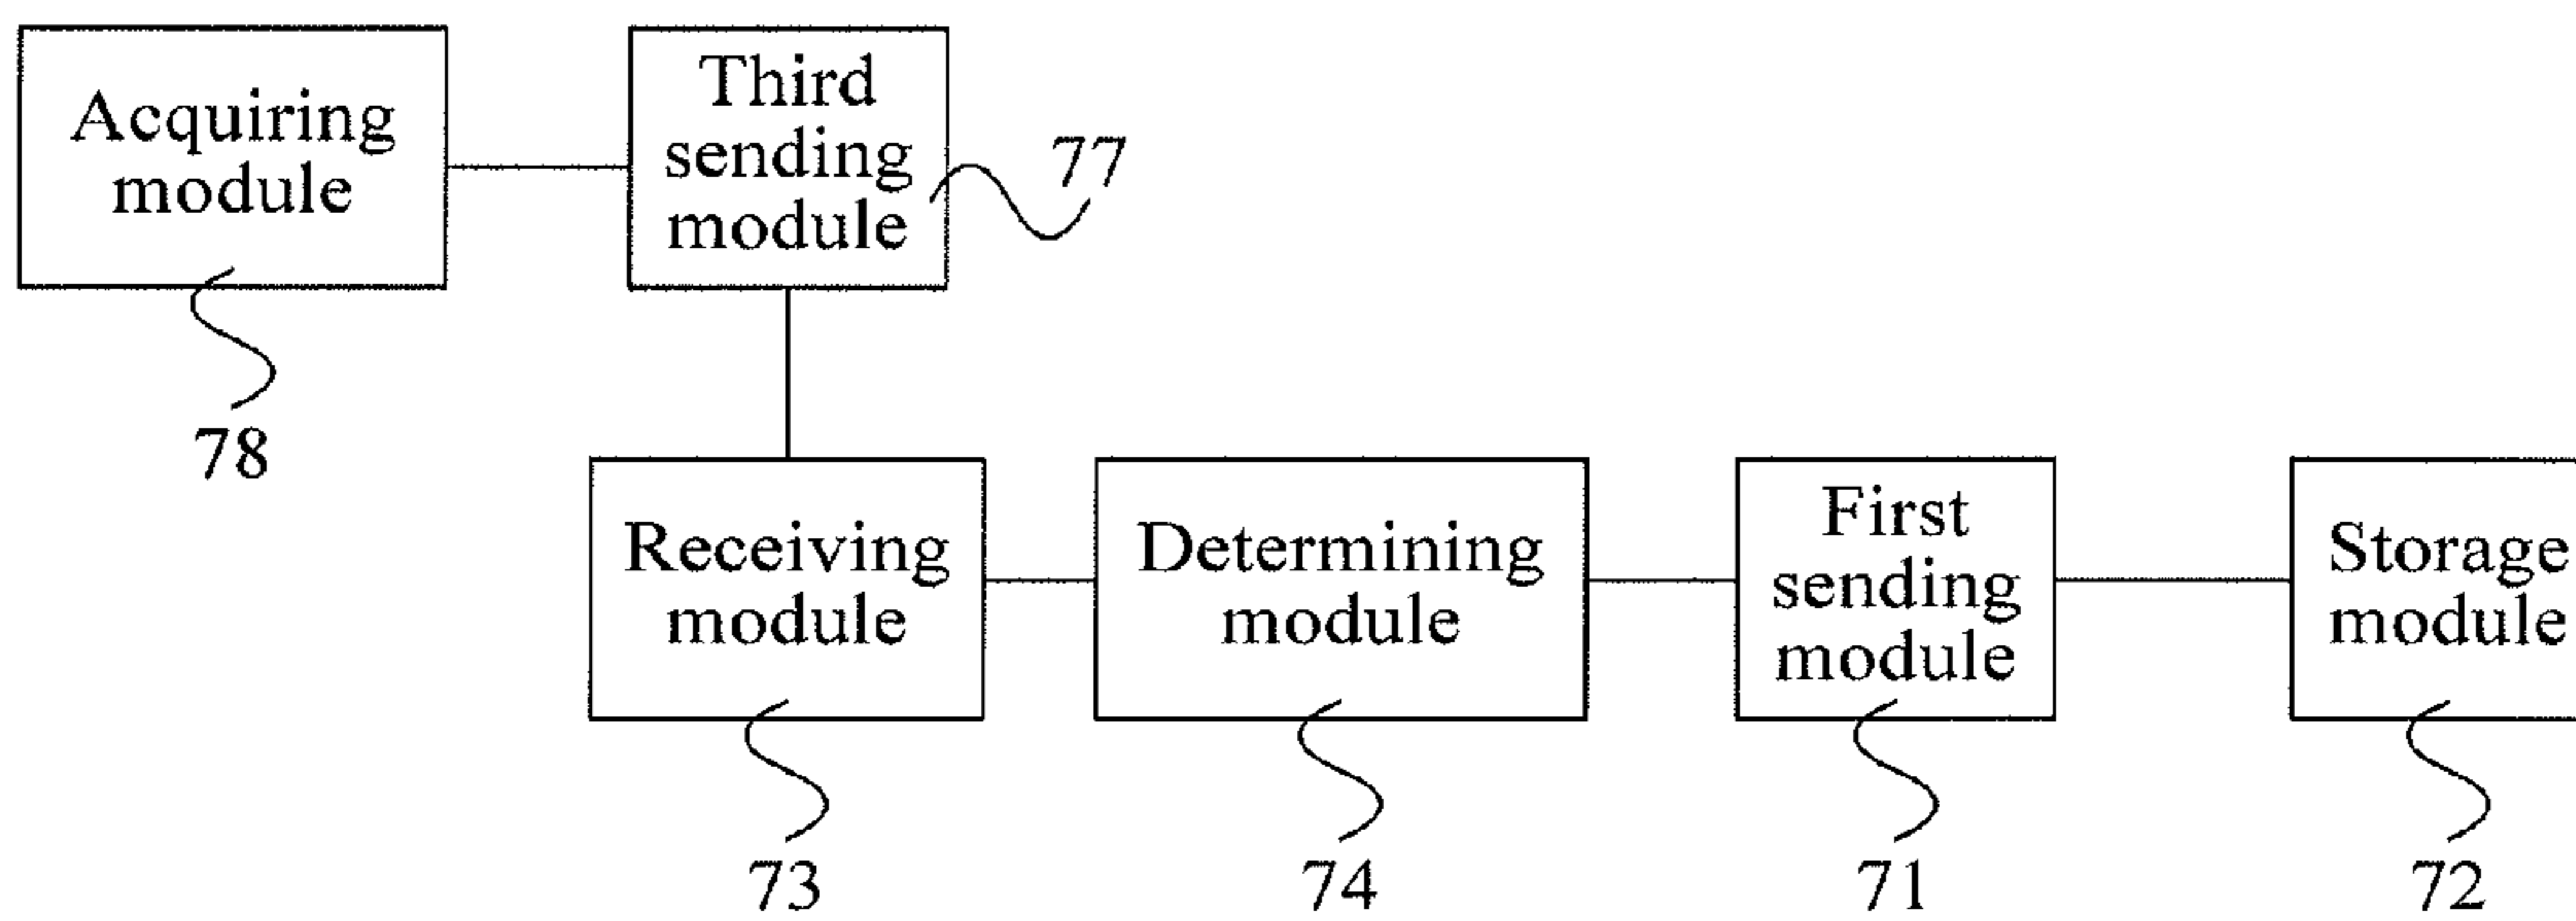 Acquiring
module
Third
sending
module
77
78
Receiving
module
Determining
module
First
sending
module
Storage
module
73
74
71
72